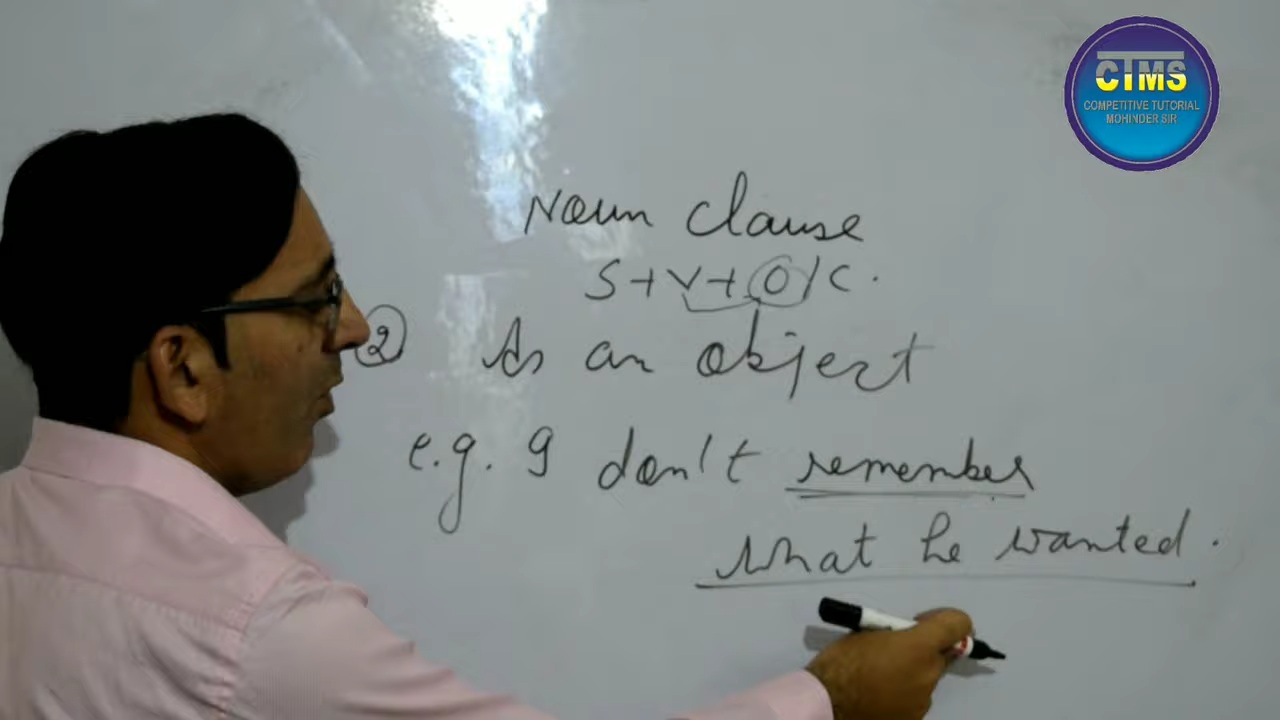 CTMS
COMPETITIVE TUTORIAL
MOHINDER SIR
Noun Clause
S+V+O/C.
② As an object
e.g. I don't remember
what he wanted.